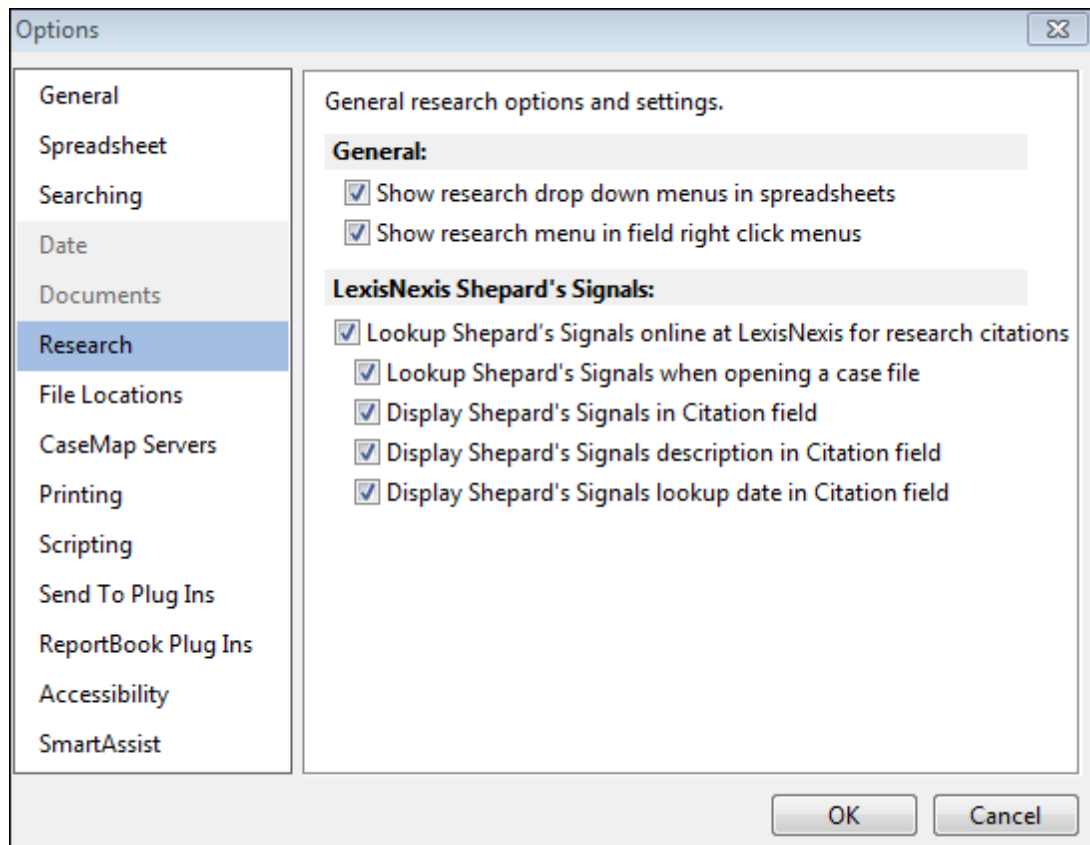 Options
General
Spreadsheet
Searching
Date
Documents
Research
File Locations
CaseMap Servers
Printing
Scripting
Send To Plug Ins
ReportBook Plug Ins
Accessibility
SmartAssist
General research options and settings.
General:
Show research drop down menus in spreadsheets
Show research menu in field right click menus
LexisNexis Shepard's Signals:
Lookup Shepard's Signals online at LexisNexis for research citations
Lookup Shepard's Signals when opening a case file
Display Shepard's Signals in Citation field
Display Shepard's Signals description in Citation field
Display Shepard's Signals lookup date in Citation field
OK
Cancel